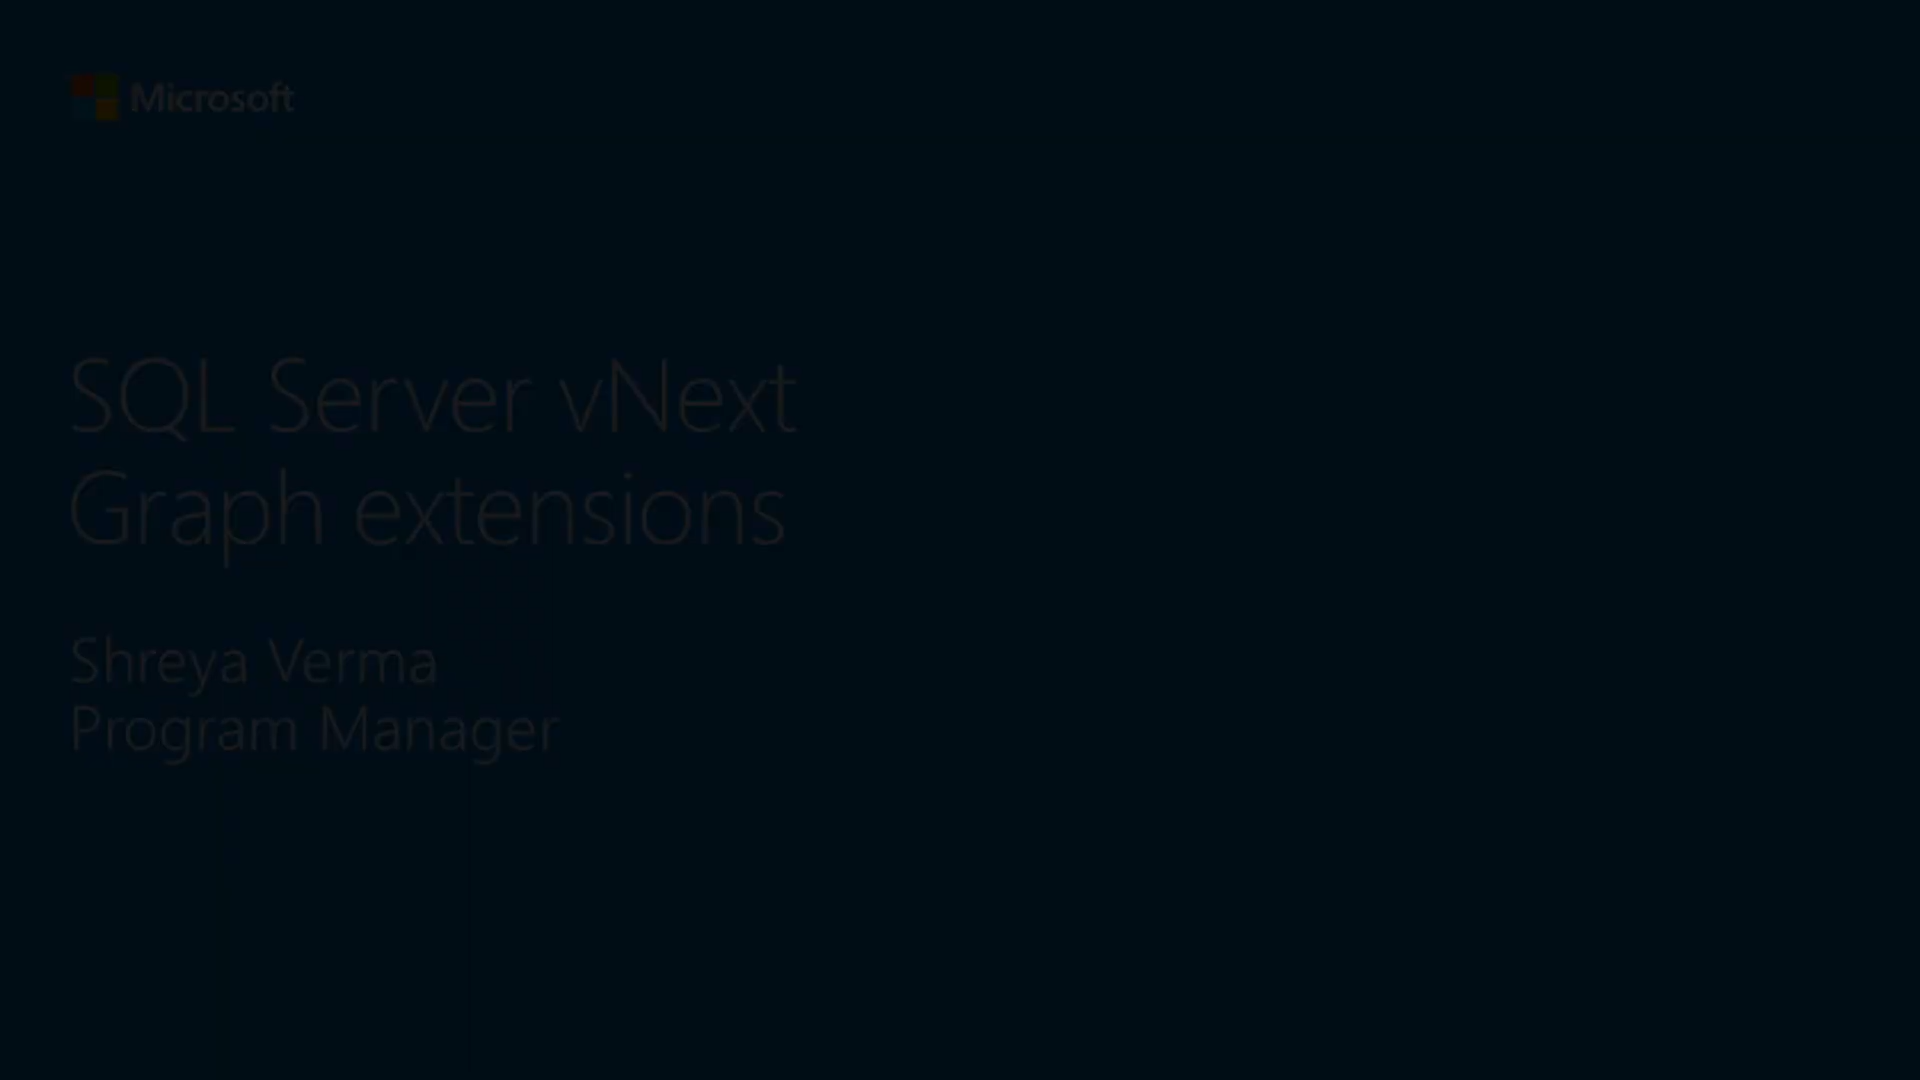 Microsoft
SQL Server vNext
Graph extensions
Shreya Verma
Program Manager